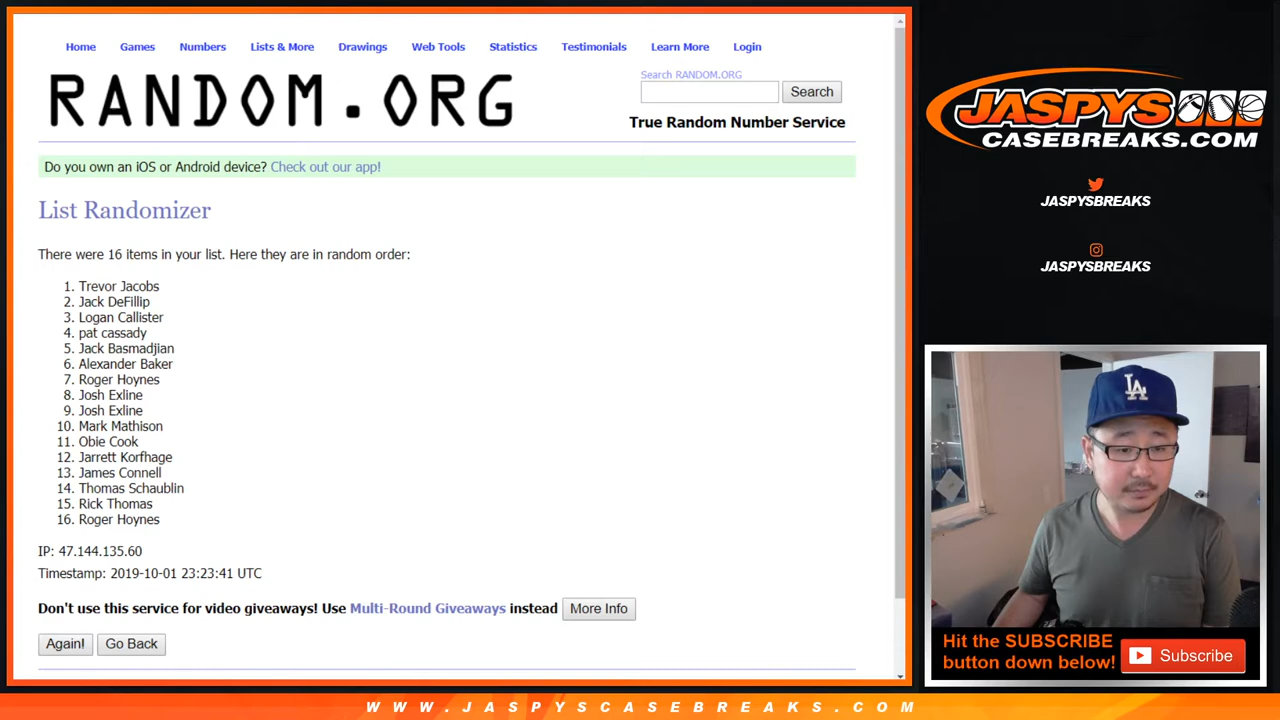 Home Games Numbers Lists & More Drawings Web Tools Statistics Testimonials Learn More Login
RANDOM.ORG
Search RANDOM.ORG
Search
True Random Number Service
Do you own an iOS or Android device? Check out our app!
List Randomizer
There were 16 items in your list. Here they are in random order:
1. Trevor Jacobs
2. Jack DeFillip
3. Logan Callister
4. pat cassady
5. Jack Basmadjian
6. Alexander Baker
7. Roger Hoynes
8. Josh Exline
9. Josh Exline
10. Mark Mathison
11. Obie Cook
12. Jarrett Korfhage
13. James Connell
14. Thomas Schaublin
15. Rick Thomas
16. Roger Hoynes
IP: 47.144.135.60
Timestamp: 2019-10-01 23:23:41 UTC
Don't use this service for video giveaways! Use Multi-Round Giveaways instead More Info
Again! Go Back
JASPYS
CASEBREAKS.COM
JASPYSBREAKS
JASPYSBREAKS
LA
Hit the SUBSCRIBE
button down below!
Subscribe
WWW.JASPYSCASEBREAKS.COM